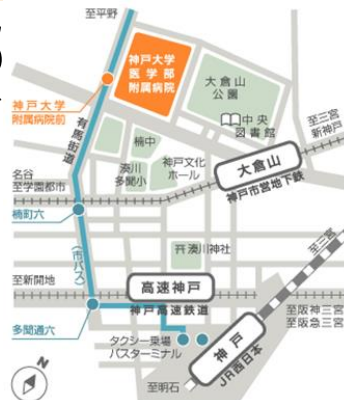 至平野
神戸大学
医学部
附属病院
大倉山
公園
神戸大学
附属病院前
中央
図書館
有馬街道
楠中
至三宮
新神戸
湊川
多聞小
神戸文化
ホール
大倉山
神戸市営地下鉄
名谷
至学園都市
楠町六
(市バス)
湊川神社
至三宮
至新開地
高速神戸
神戸高速鉄道
至阪神三宮
至阪急三宮
多聞通六
タクシー乗場
バスターミナル
神戸
JR西日本
至明石
N